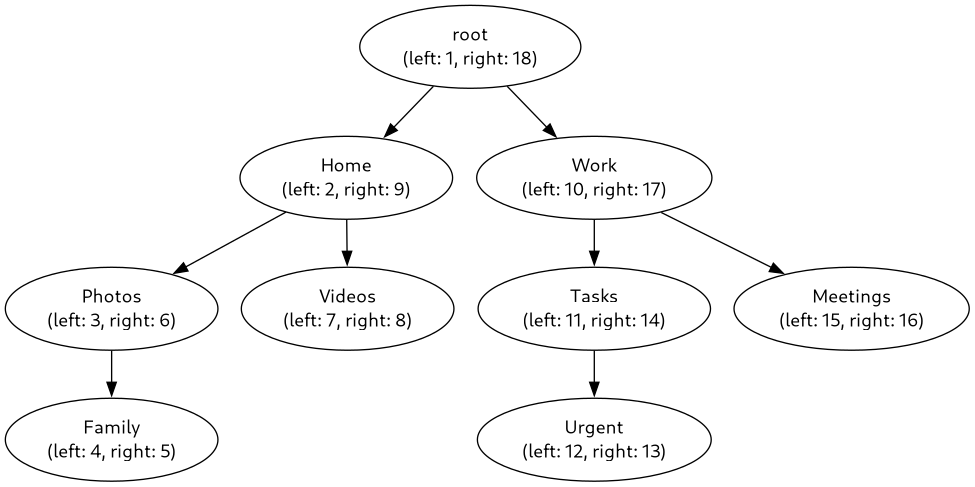 root
(left: 1, right: 18)
Home
(left: 2, right: 9)
Work
(left: 10, right: 17)
Photos
(left: 3, right: 6)
Videos
(left: 7, right: 8)
Tasks
(left: 11, right: 14)
Meetings
(left: 15, right: 16)
Family
(left: 4, right: 5)
Urgent
(left: 12, right: 13)